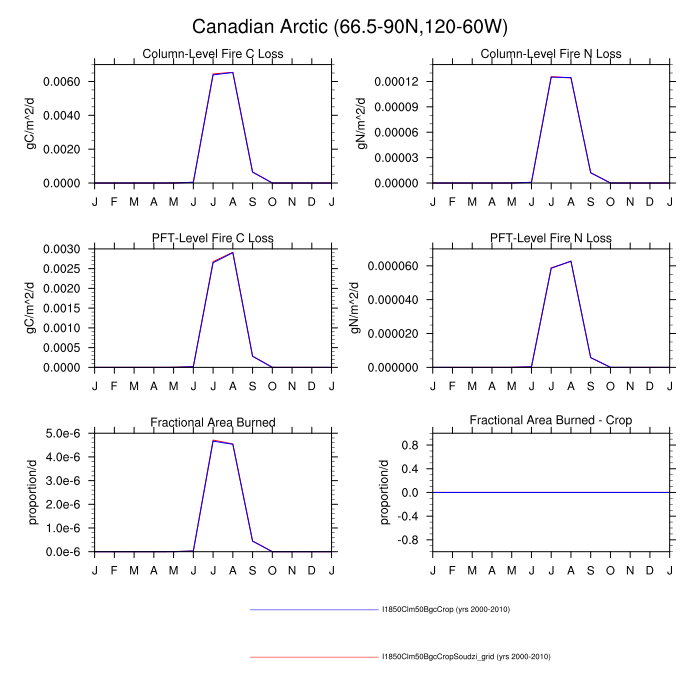 Canadian Arctic (66.5-90N,120-60W)
Column-Level Fire C Loss
gC/m^2/d
0.0060
0.0040
0.0020
0.0000
J F M A M J J A S O N D J
Column-Level Fire N Loss
gN/m^2/d
0.00012
0.00009
0.00006
0.00003
0.00000
J F M A M J J A S O N D J
PFT-Level Fire C Loss
gC/m^2/d
0.0030
0.0025
0.0020
0.0015
0.0010
0.0005
0.0000
J F M A M J J A S O N D J
PFT-Level Fire N Loss
gN/m^2/d
0.000060
0.000040
0.000020
0.000000
J F M A M J J A S O N D J
Fractional Area Burned
proportion/d
5.0e-6
4.0e-6
3.0e-6
2.0e-6
1.0e-6
0.0e-6
J F M A M J J A S O N D J
Fractional Area Burned - Crop
proportion/d
0.8
0.4
0.0
-0.4
-0.8
J F M A M J J A S O N D J
I1850Clm50BgcCrop (yrs 2000-2010)
I1850Clm50BgcCropSoudzi_grid (yrs 2000-2010)